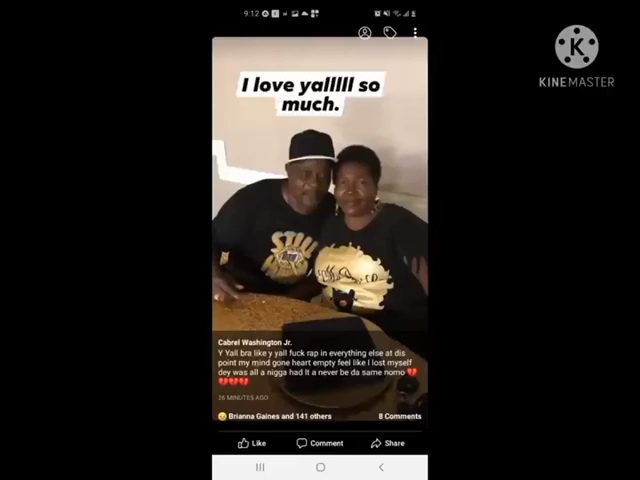 9:12
K
KINEMASTER
I love yalllll so
much.
STILL
Cabrel Washington Jr.
Y Yall bra like y yall fuck rap in everything else at dis
point my mind gone heart empty feel like I lost myself
dey was all a nigga had It a never be da same nomo 💔
💔💔💔
26 MINUTES AGO
Brianna Gaines and 141 others
8 Comments
Like
Comment
Share